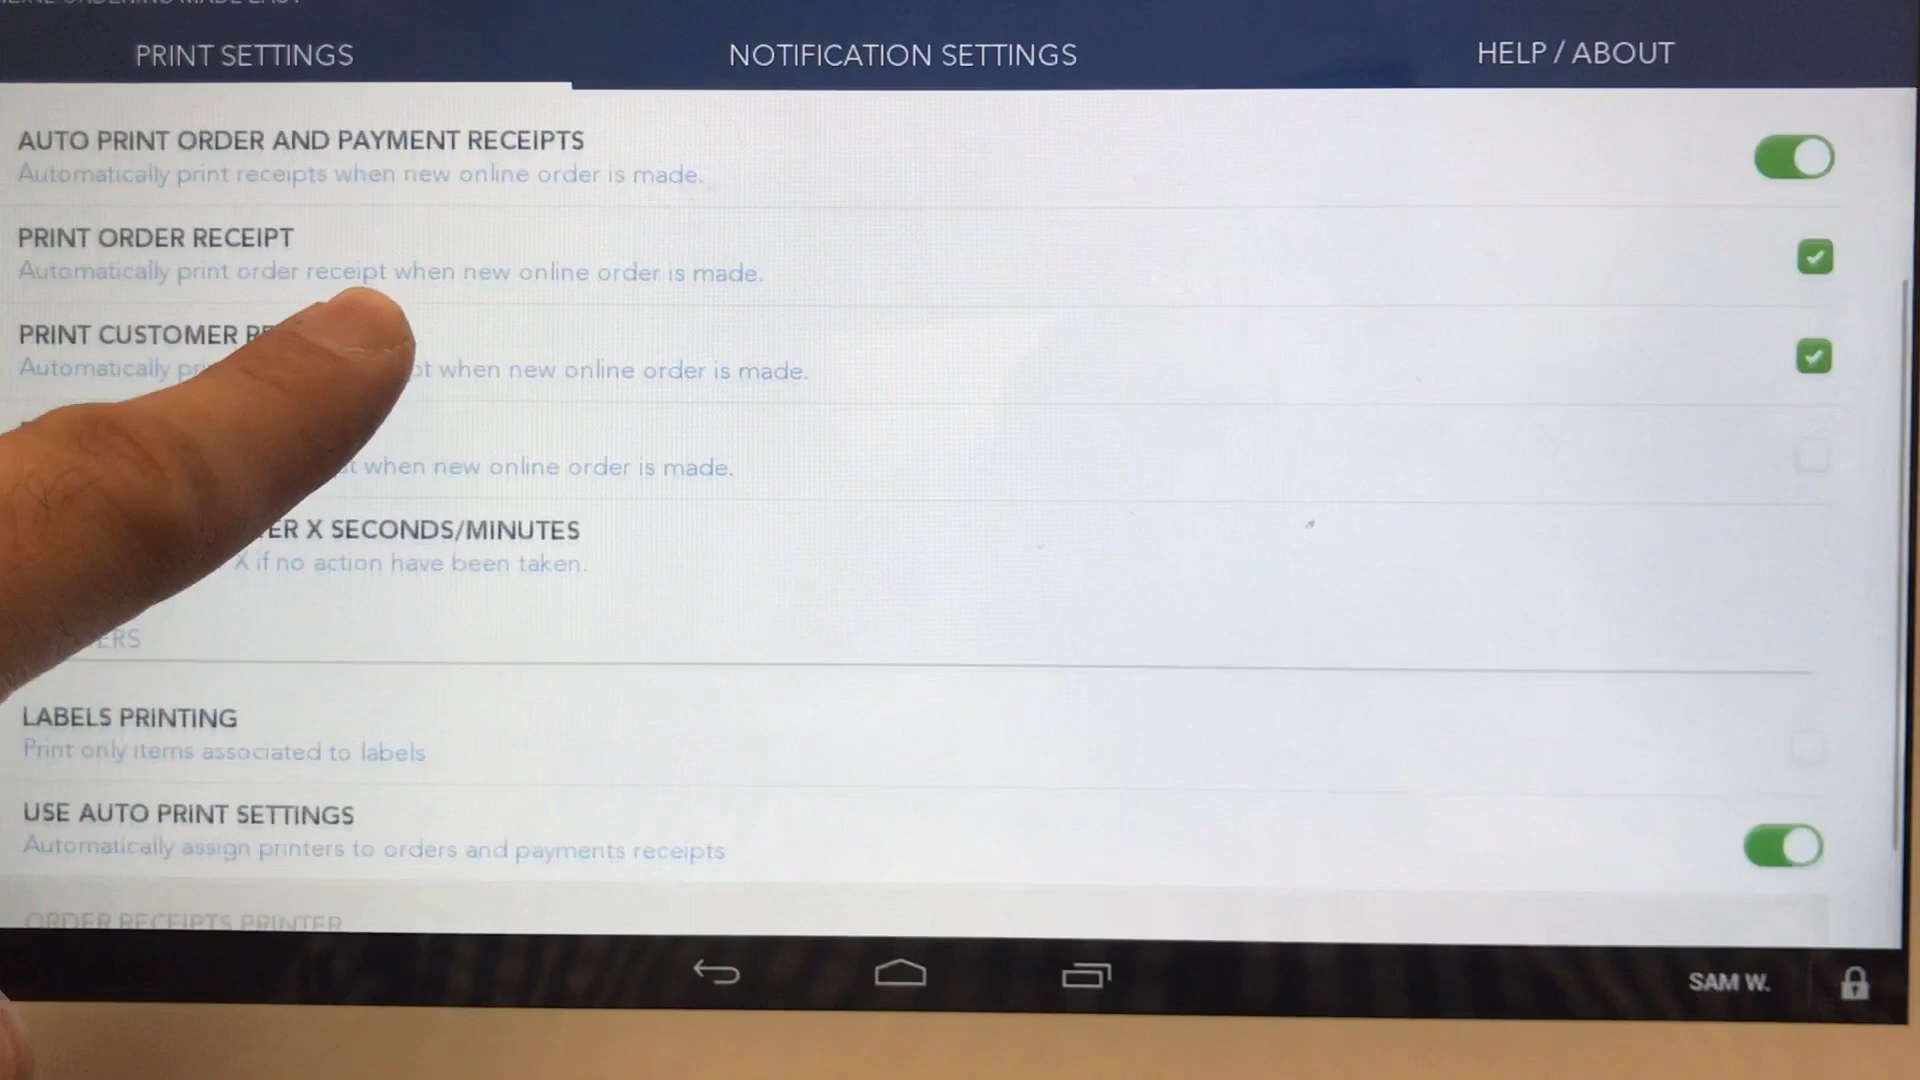 PRINT SETTINGS
NOTIFICATION SETTINGS
HELP / ABOUT
AUTO PRINT ORDER AND PAYMENT RECEIPTS
Automatically print receipts when new online order is made.
PRINT ORDER RECEIPT
Automatically print order receipt when new online order is made.
PRINT CUSTOMER
Automatically when new online order is made.
when new online order is made.
X SECONDS/MINUTES
X if no action have been taken.
LABELS PRINTING
Print only items associated to labels
USE AUTO PRINT SETTINGS
Automatically assign printers to orders and payments receipts
ORDER RECEIPTS PRINTER
SAM W.